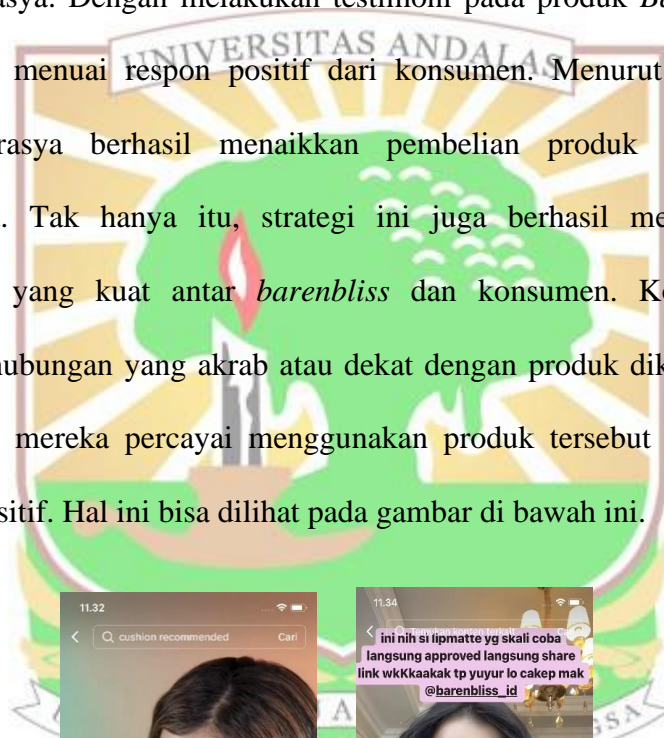 rasya. Dengan melakukan testimoni pada produk
UNIVERSITAS ANDALAS
menuai respon positif dari konsumen. Menurut
rasya berhasil menaikkan pembelian produk
. Tak hanya itu, strategi ini juga berhasil me
yang kuat antar barenbliss dan konsumen. K
hubungan yang akrab atau dekat dengan produk dik
mereka percayai menggunakan produk tersebut
sitif. Hal ini bisa dilihat pada gambar di bawah ini.
11.32
cushion recommended Cari
11.34
ini nih si lipmatte yg skali coba
langsung approved langsung share
link wkKkaakak tp yuyur lo cakep mak
@barenbliss_id